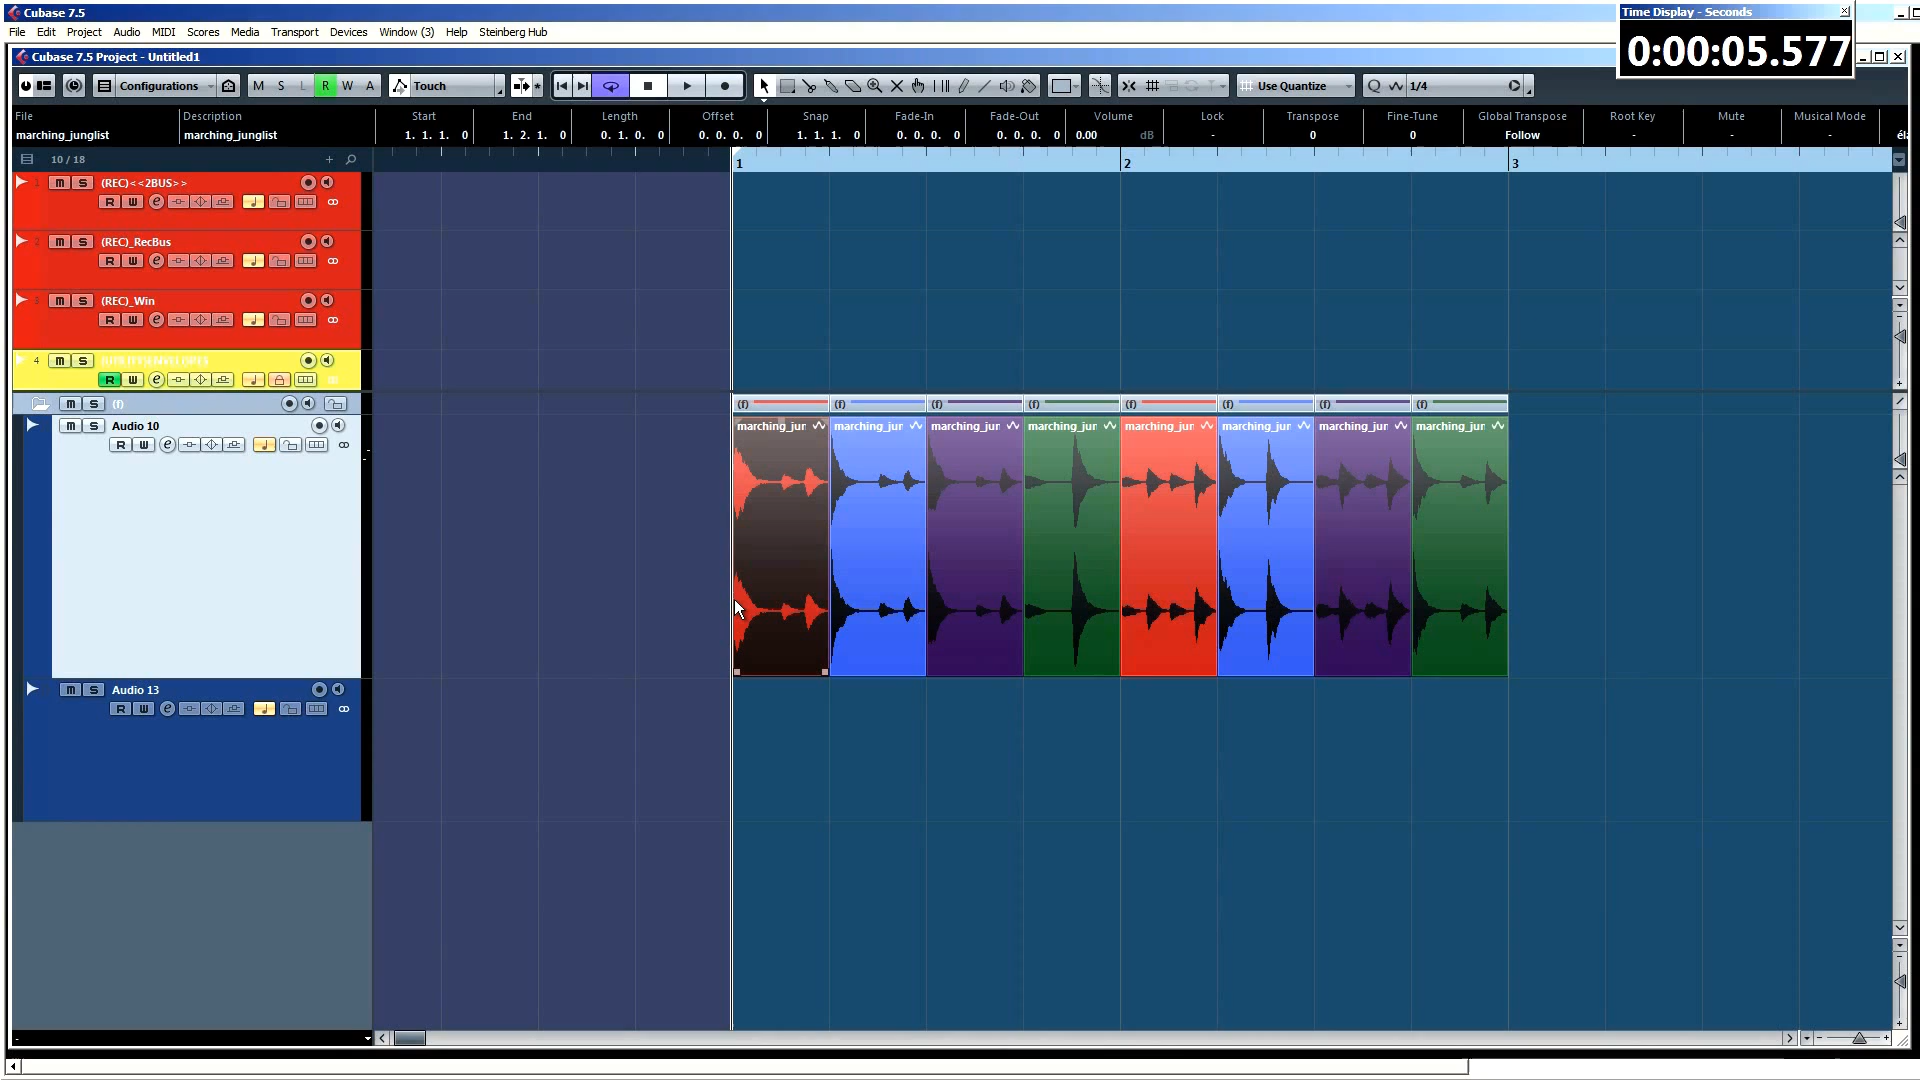 Cubase 7.5
Time Display - Seconds
0:00:05.577
File Edit Project Audio MIDI Scores Media Transport Devices Window (3) Help Steinberg Hub
Cubase 7.5 Project - Untitled1
Configurations M S L R W A Touch Use Quantize Q 1/4
File Description Start End Length Offset Snap Fade-In Fade-Out Volume Lock Transpose Fine-Tune Global Transpose Root Key Mute Musical Mode
marching_junglist marching_junglist 1. 1. 1. 0 1. 2. 1. 0 0. 1. 0. 0 0. 0. 0. 0 1. 1. 1. 0 0. 0. 0. 0 0. 0. 0. 0 0.00 dB - 0 0 Follow - - - él
10 / 18 1 2 3
1 m S (REC)<<2BUS>>
R W e
2 m S (REC)_RecBus
R W e
3 m S (REC)_Win
R W e
4 m S
R W e
m S (f) (f) (f) (f) (f) (f) (f) (f) (f)
m S Audio 10 marching_jur marching_jur marching_jur marching_jur marching_jur marching_jur marching_jur marching_jur
R W e
m S Audio 13
R W e